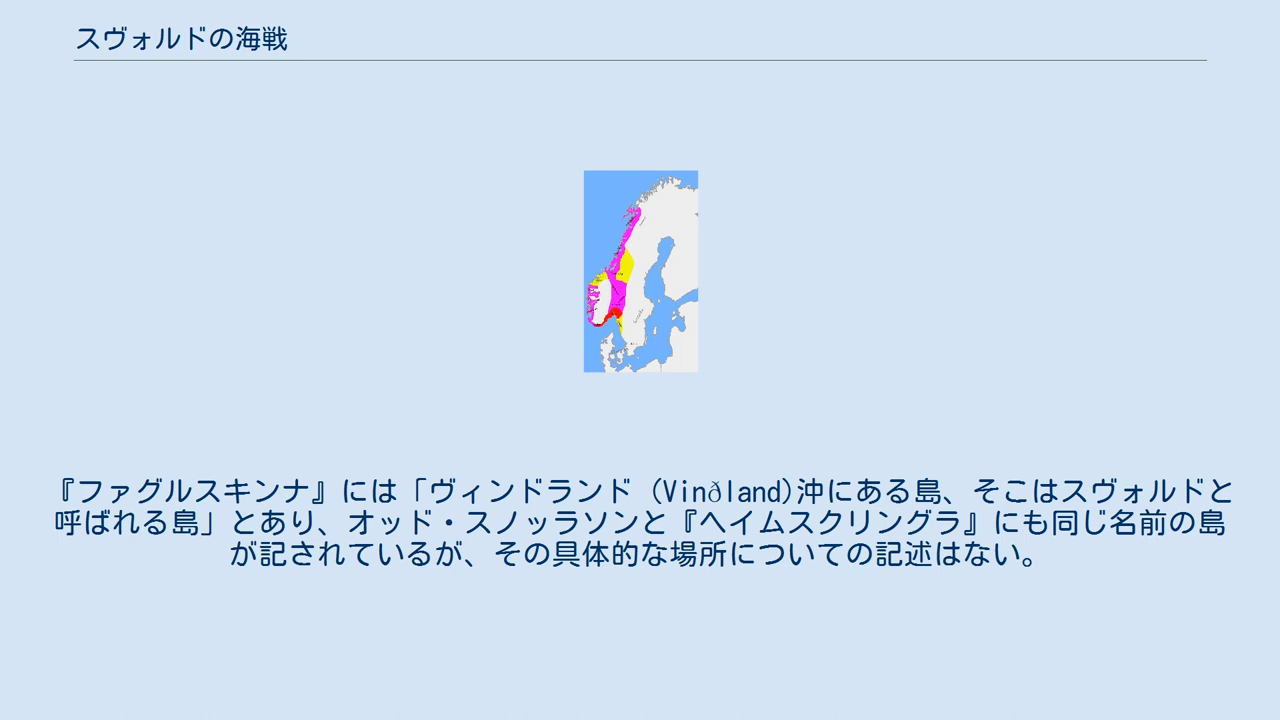 スヴォルドの海戦
『ファグルスキンナ』には「ヴィンドランド (Vinðland)沖にある島、そこはスヴォルドと
呼ばれる島」とあり、オッド・スノッラソンと『ヘイムスクリングラ』にも同じ名前の島
が記されているが、その具体的な場所についての記述はない。